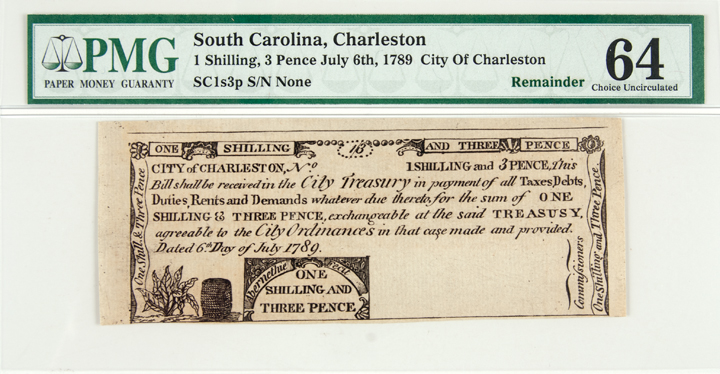 PMG
PAPER MONEY GUARANTY
South Carolina, Charleston
1 Shilling, 3 Pence July 6th, 1789 City Of Charleston
SC1s3p S/N None
Remainder
64
Choice Uncirculated
ONE SHILLING 16 AND THREE PENCE
CITY of CHARLESTON, No. 1 SHILLING and 3 PENCE, This
Bill shall be received in the City Treasury in payment of all Taxes, Debts,
Duties, Rents and Demands whatever due thereto, for the sum of ONE
SHILLING & THREE PENCE, exchangeable at the said TREASUSY,
agreeable to the City Ordinances in that case made and provided.
Dated 6th Day of July 1789.
One Shill. & Three Pence
Abernethie
ONE
SHILLING AND
THREE PENCE
Commissioners
One Shilling and Three Pence